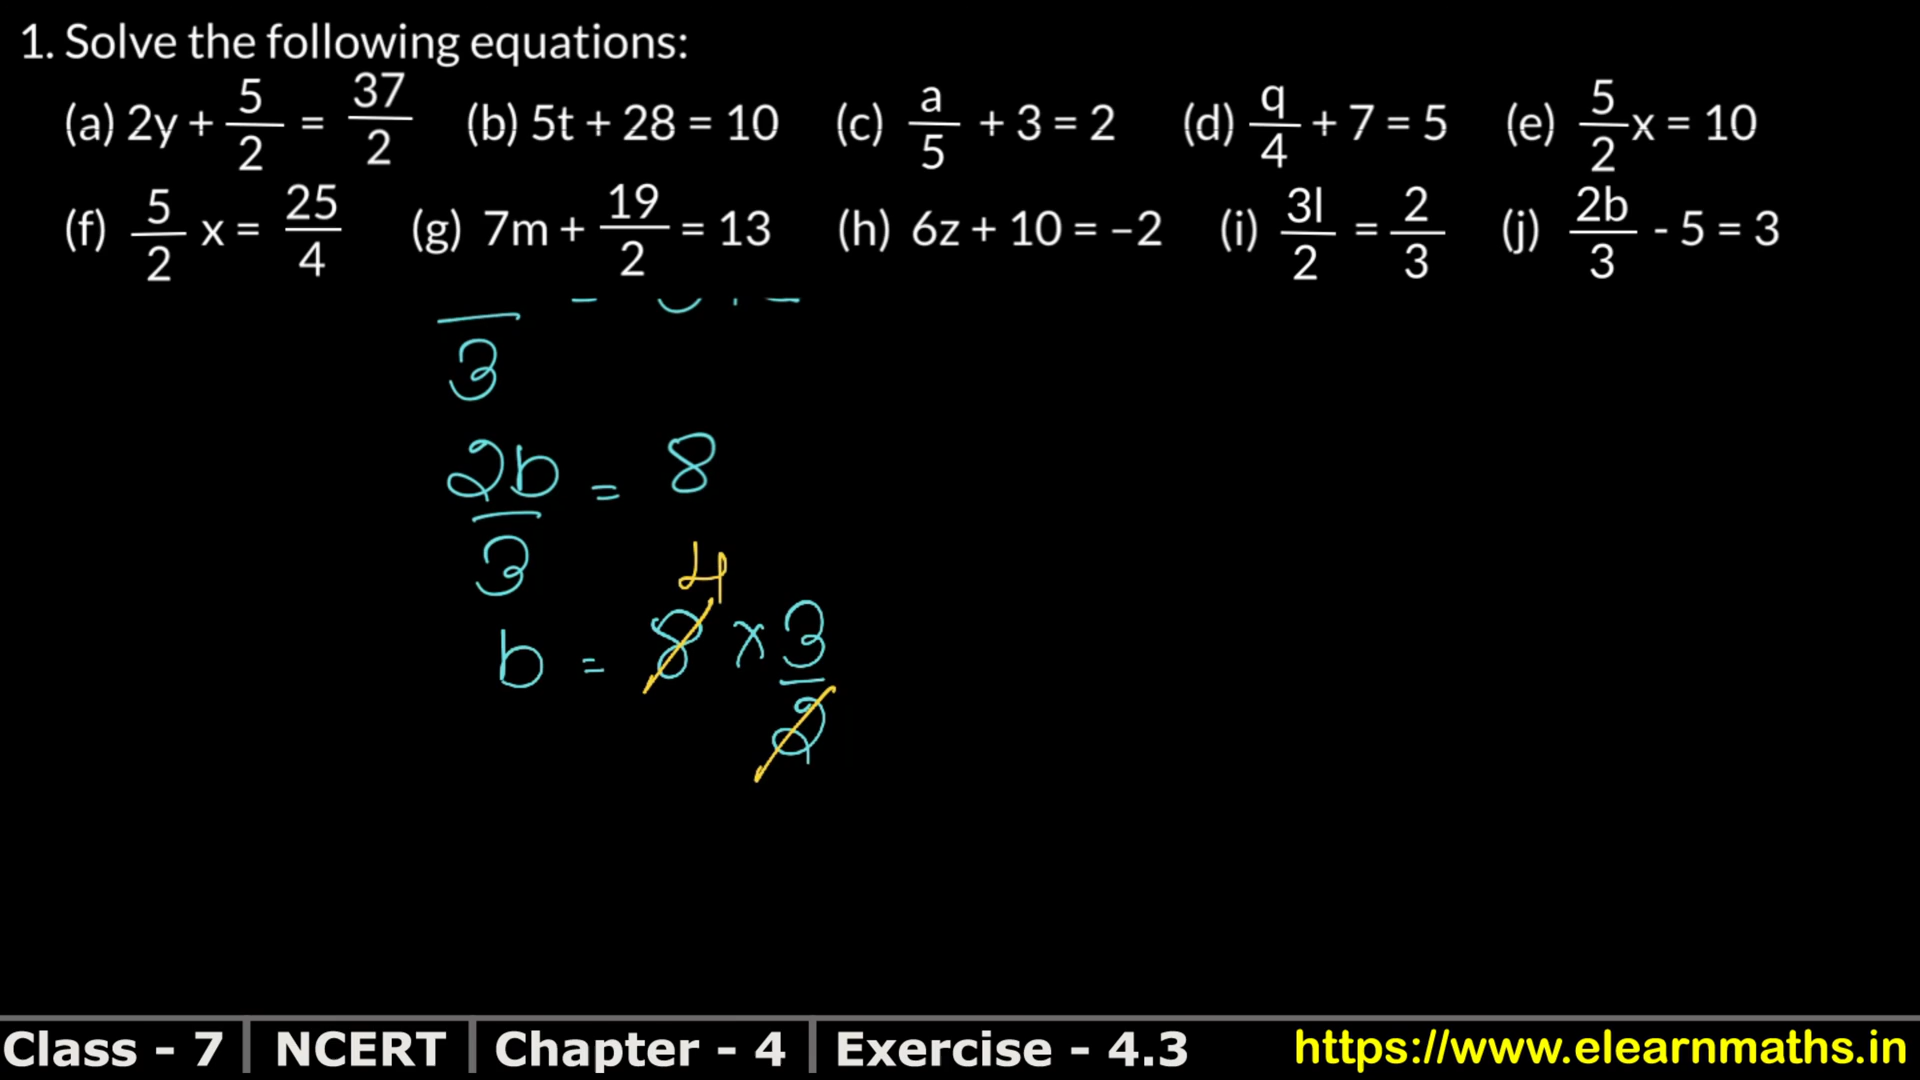 1. Solve the following equations:
(a) 2y + 5/2 = 37/2 (b) 5t + 28 = 10 (c) a/5 + 3 = 2 (d) q/4 + 7 = 5 (e) 5/2 x = 10
(f) 5/2 x = 25/4 (g) 7m + 19/2 = 13 (h) 6z + 10 = –2 (i) 3l/2 = 2/3 (j) 2b/3 - 5 = 3
3
2b/3 = 8
4
b = 8 x 3/2
Class - 7 | NCERT | Chapter - 4 | Exercise - 4.3 https://www.elearnmaths.in